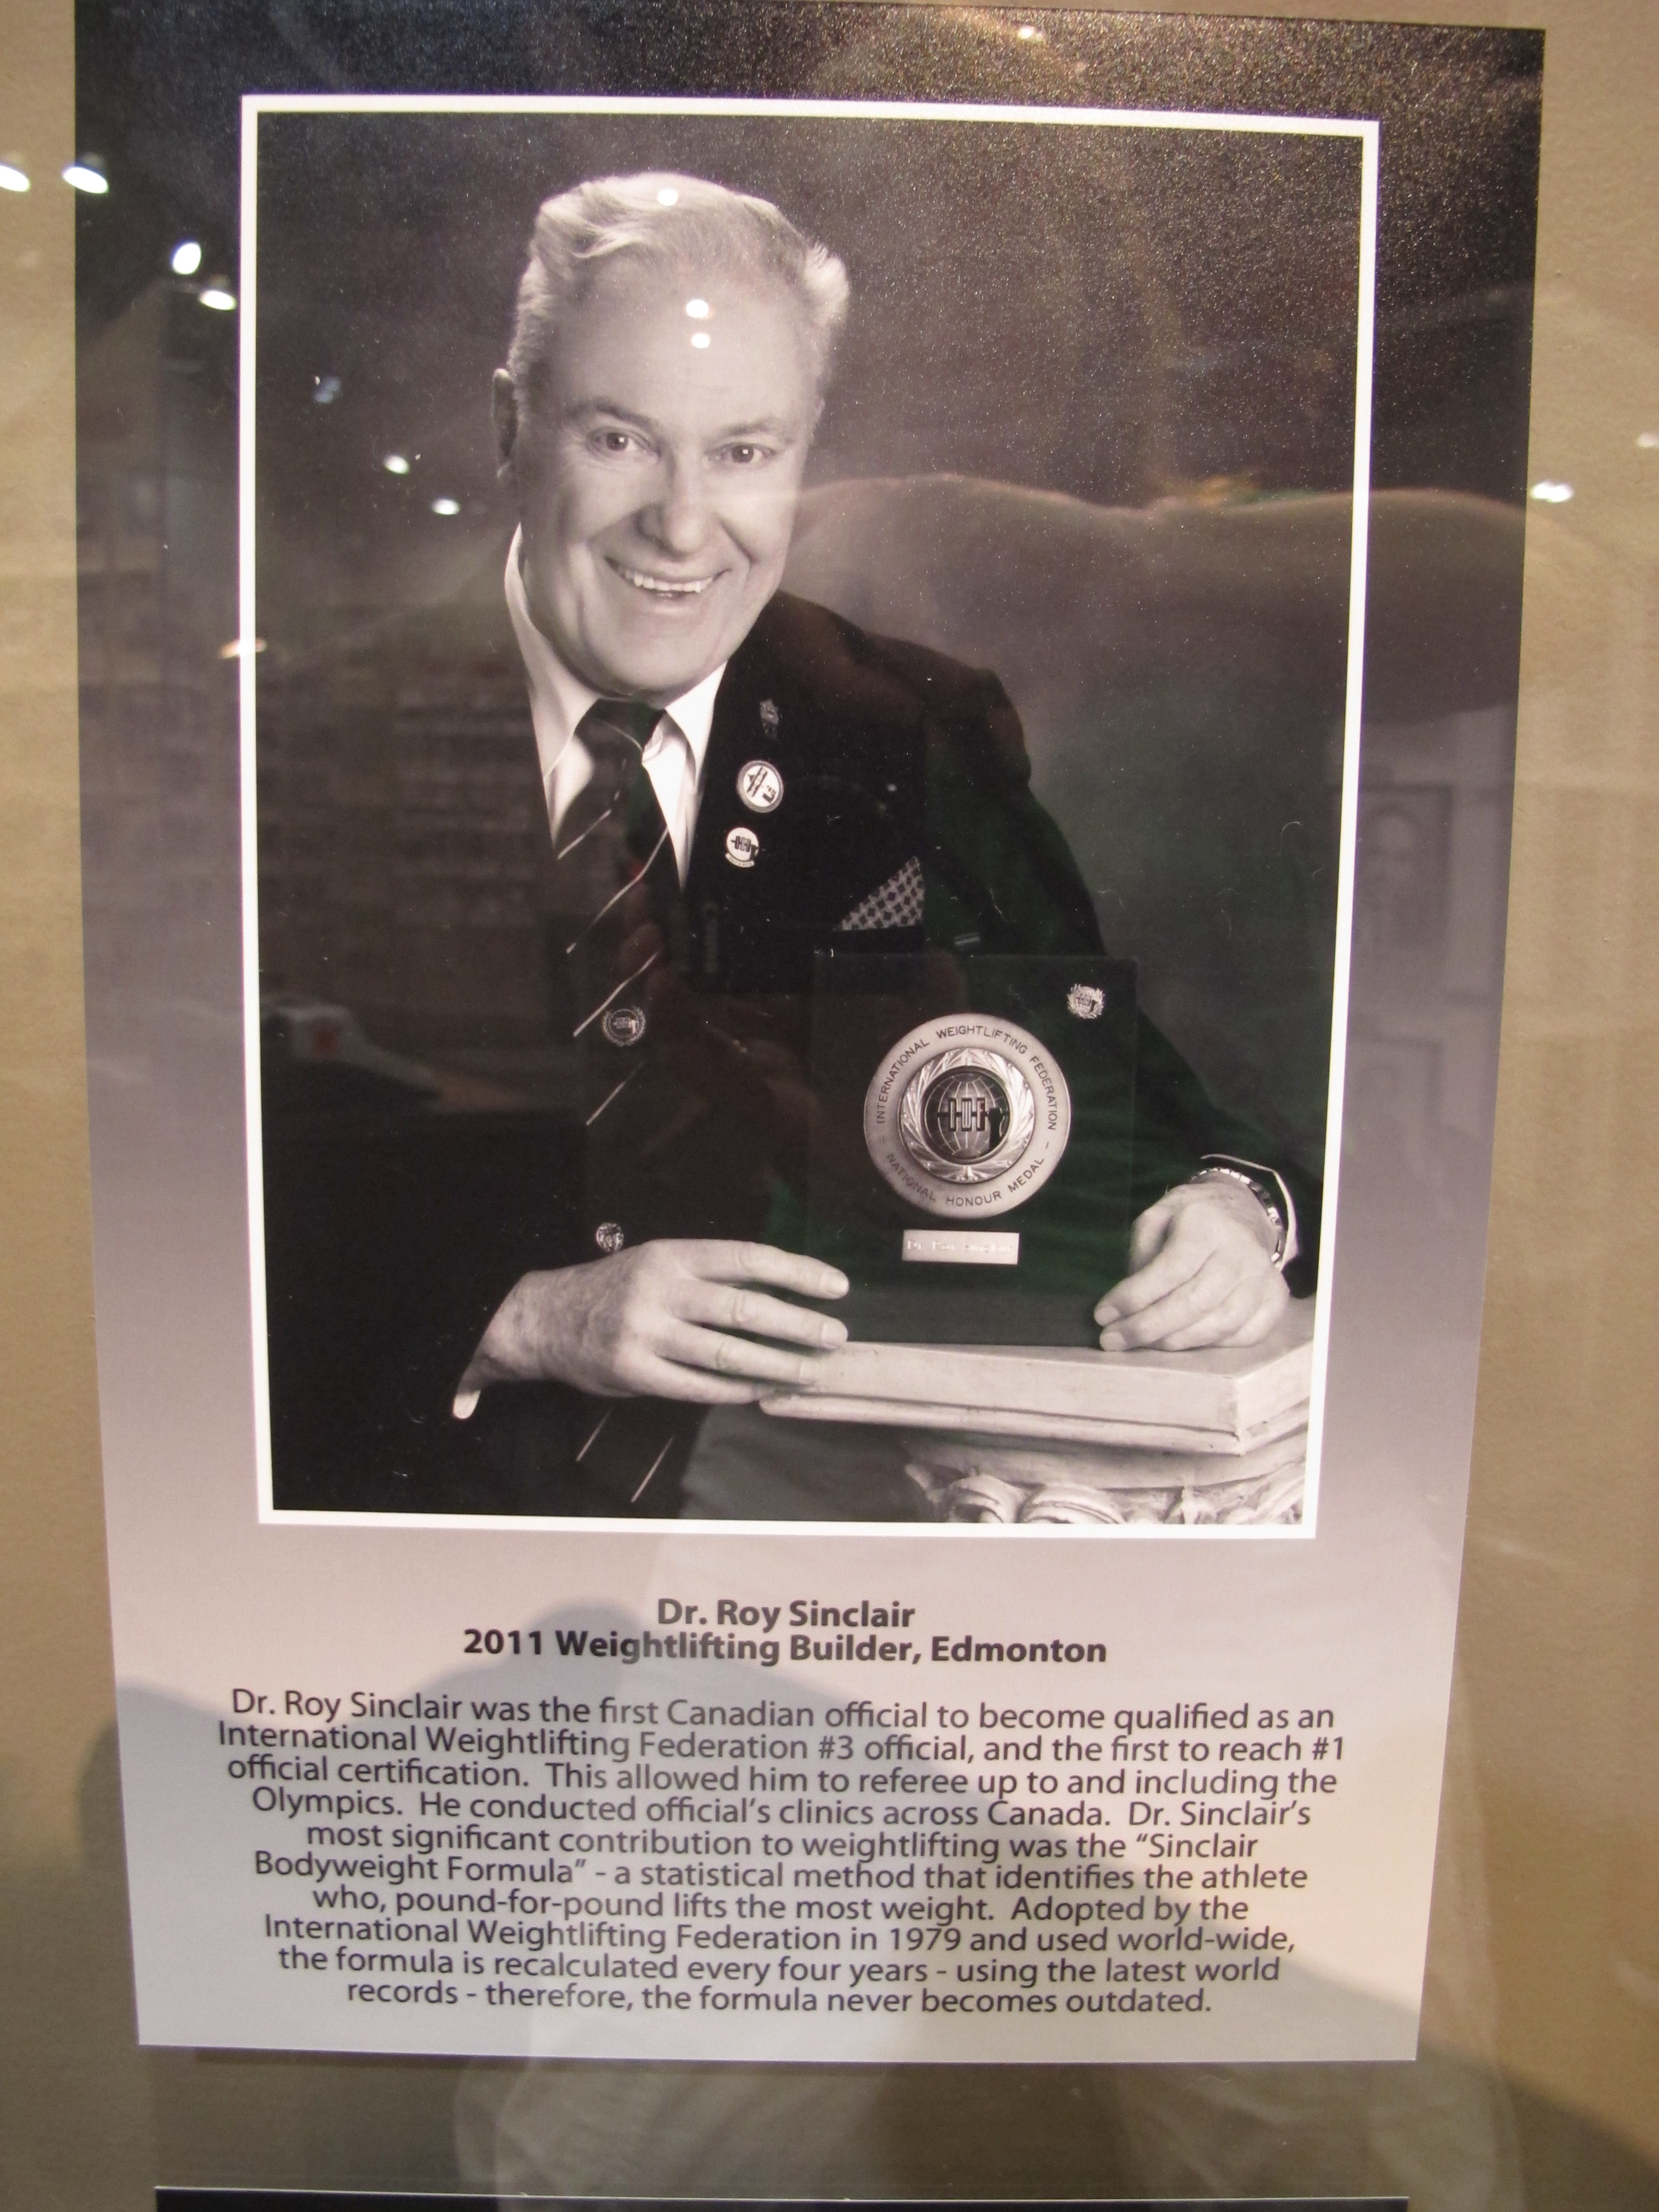 INTERNATIONAL WEIGHTLIFTING FEDERATION
NATIONAL HONOUR MEDAL
Dr. Roy Sinclair
Dr. Roy Sinclair
2011 Weightlifting Builder, Edmonton
Dr. Roy Sinclair was the first Canadian official to become qualified as an
International Weightlifting Federation #3 official, and the first to reach #1
official certification. This allowed him to referee up to and including the
Olympics. He conducted official's clinics across Canada. Dr. Sinclair's
most significant contribution to weightlifting was the “Sinclair
Bodyweight Formula” - a statistical method that identifies the athlete
who, pound-for-pound lifts the most weight. Adopted by the
International Weightlifting Federation in 1979 and used world-wide,
the formula is recalculated every four years - using the latest world
records - therefore, the formula never becomes outdated.